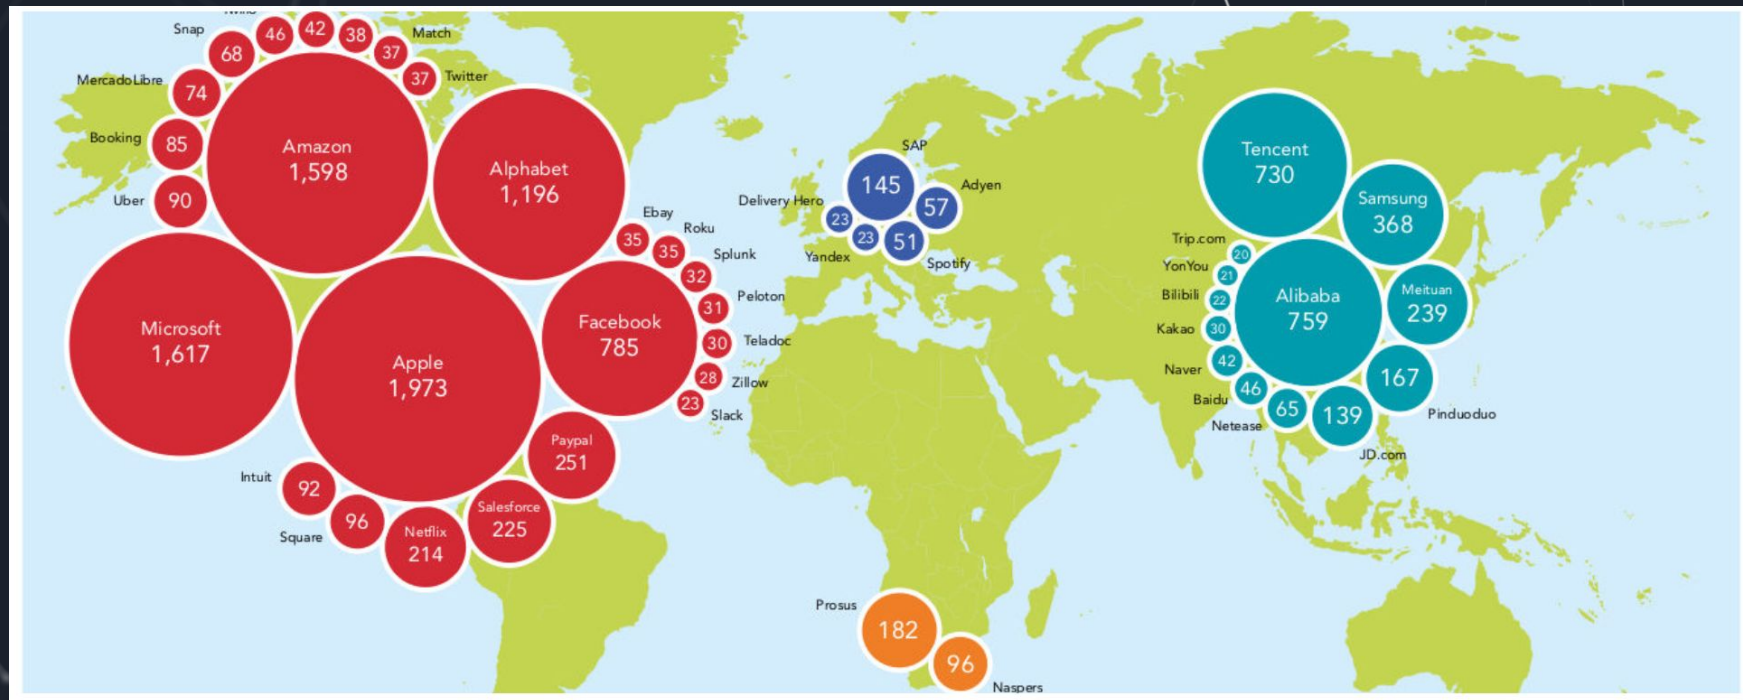 Snap
46
42
38
Match
68
37
37
Twitter
MercadoLibre
74
Booking
85
Uber
90
Amazon
1,598
Alphabet
1,196
Microsoft
1,617
Apple
1,973
Facebook
785
Ebay
35
Roku
35
Splunk
32
Peloton
31
Teladoc
30
Zillow
28
Slack
23
Paypal
251
Salesforce
225
Netflix
214
Square
96
Intuit
92
SAP
145
Adyen
57
Delivery Hero
23
Yandex
23
Spotify
51
Prosus
182
Naspers
96
Tencent
730
Samsung
368
Alibaba
759
Meituan
239
Trip.com
20
YonYou
21
Bilibili
22
Kakao
30
Naver
42
Baidu
46
Netease
65
JD.com
139
Pinduoduo
167